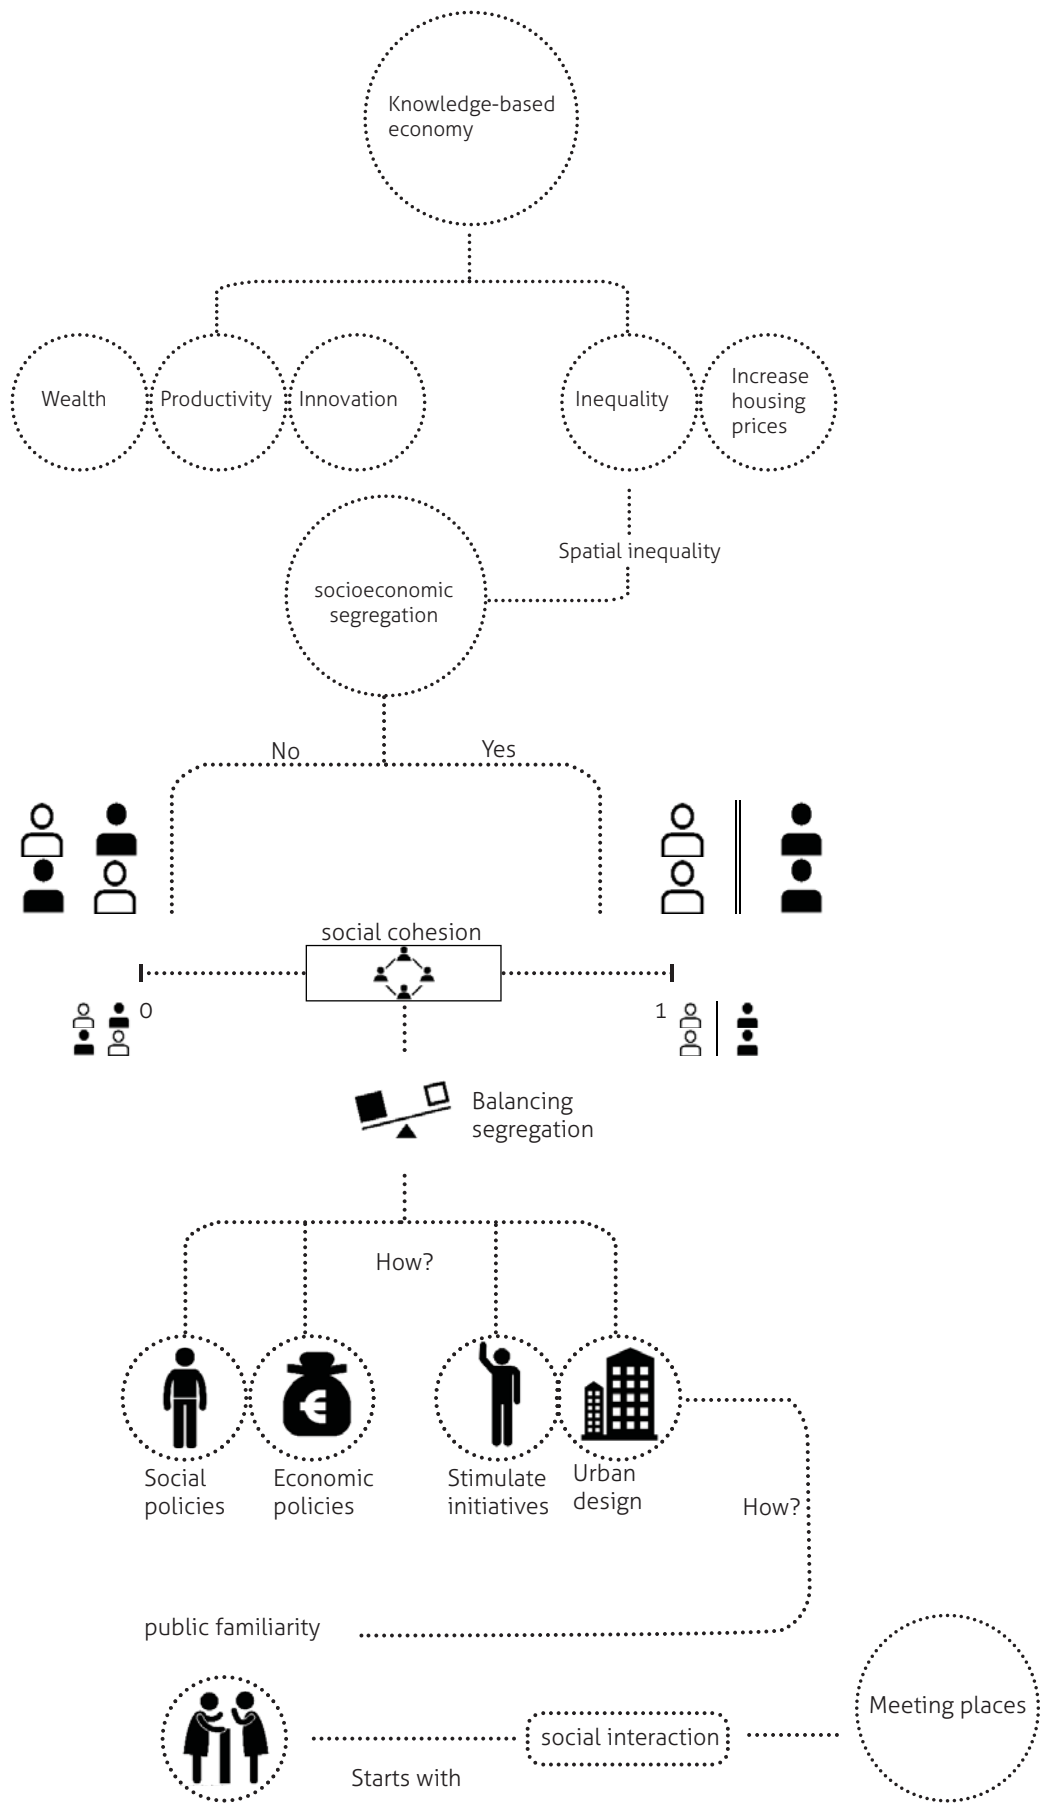 Knowledge-based
economy
Wealth
Productivity
Innovation
Inequality
Increase
housing
prices
Spatial inequality
socioeconomic
segregation
No
Yes
social cohesion
0
1
Balancing
segregation
How?
Social
policies
Economic
policies
Stimulate
initiatives
Urban
design
How?
public familiarity
Meeting places
social interaction
Starts with